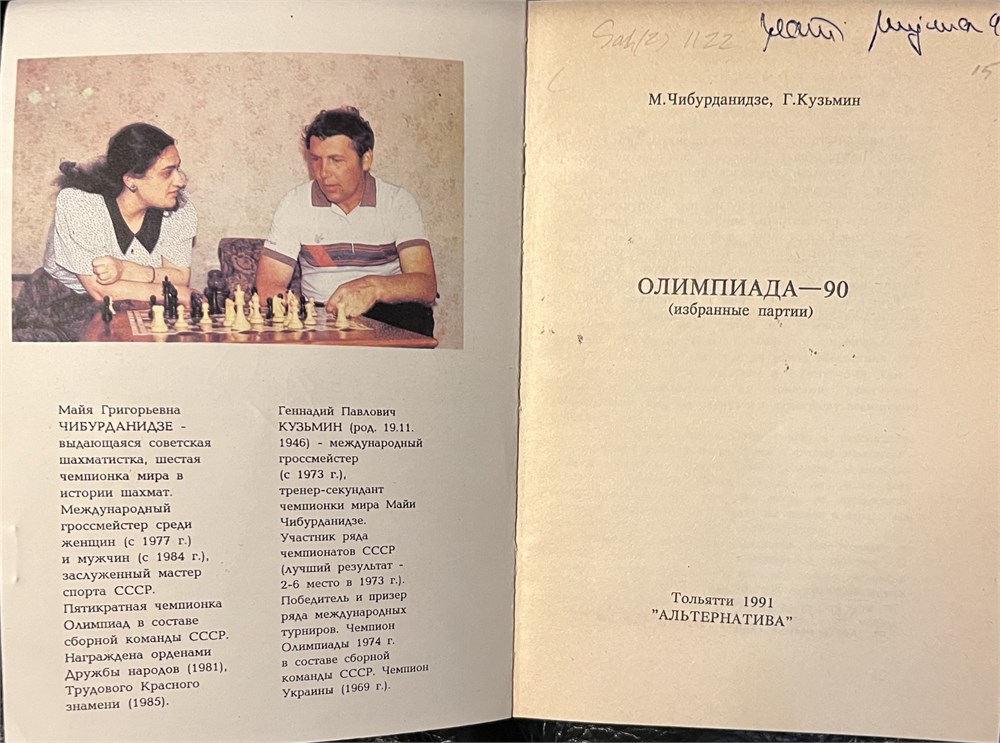 Майя Григорьевна
ЧИБУРДАНИДЗЕ -
выдающаяся советская
шахматистка, шестая
чемпионка мира в
истории шахмат.
Международный
гроссмейстер среди
женщин (с 1977 г.)
и мужчин (с 1984 г.),
заслуженный мастер
спорта СССР.
Пятикратная чемпионка
Олимпиад в составе
сборной команды СССР.
Награждена орденами
Дружбы народов (1981),
Трудового Красного
знамени (1985).
Геннадий Павлович
КУЗЬМИН (род. 19.11.
1946) - международный
гроссмейстер
(с 1973 г.),
тренер-секундант
чемпионки мира Майи
Чибурданидзе.
Участник ряда
чемпионатов СССР
(лучший результат -
2-6 место в 1973 г.).
Победитель и призер
ряда международных
турниров. Чемпион
Олимпиады 1974 г.
в составе сборной
команды СССР. Чемпион
Украины (1969 г.).
1122
15
М.Чибурданидзе, Г.Кузьмин
ОЛИМПИАДА—90
(избранные партии)
Тольятти 1991
"АЛЬТЕРНАТИВА"